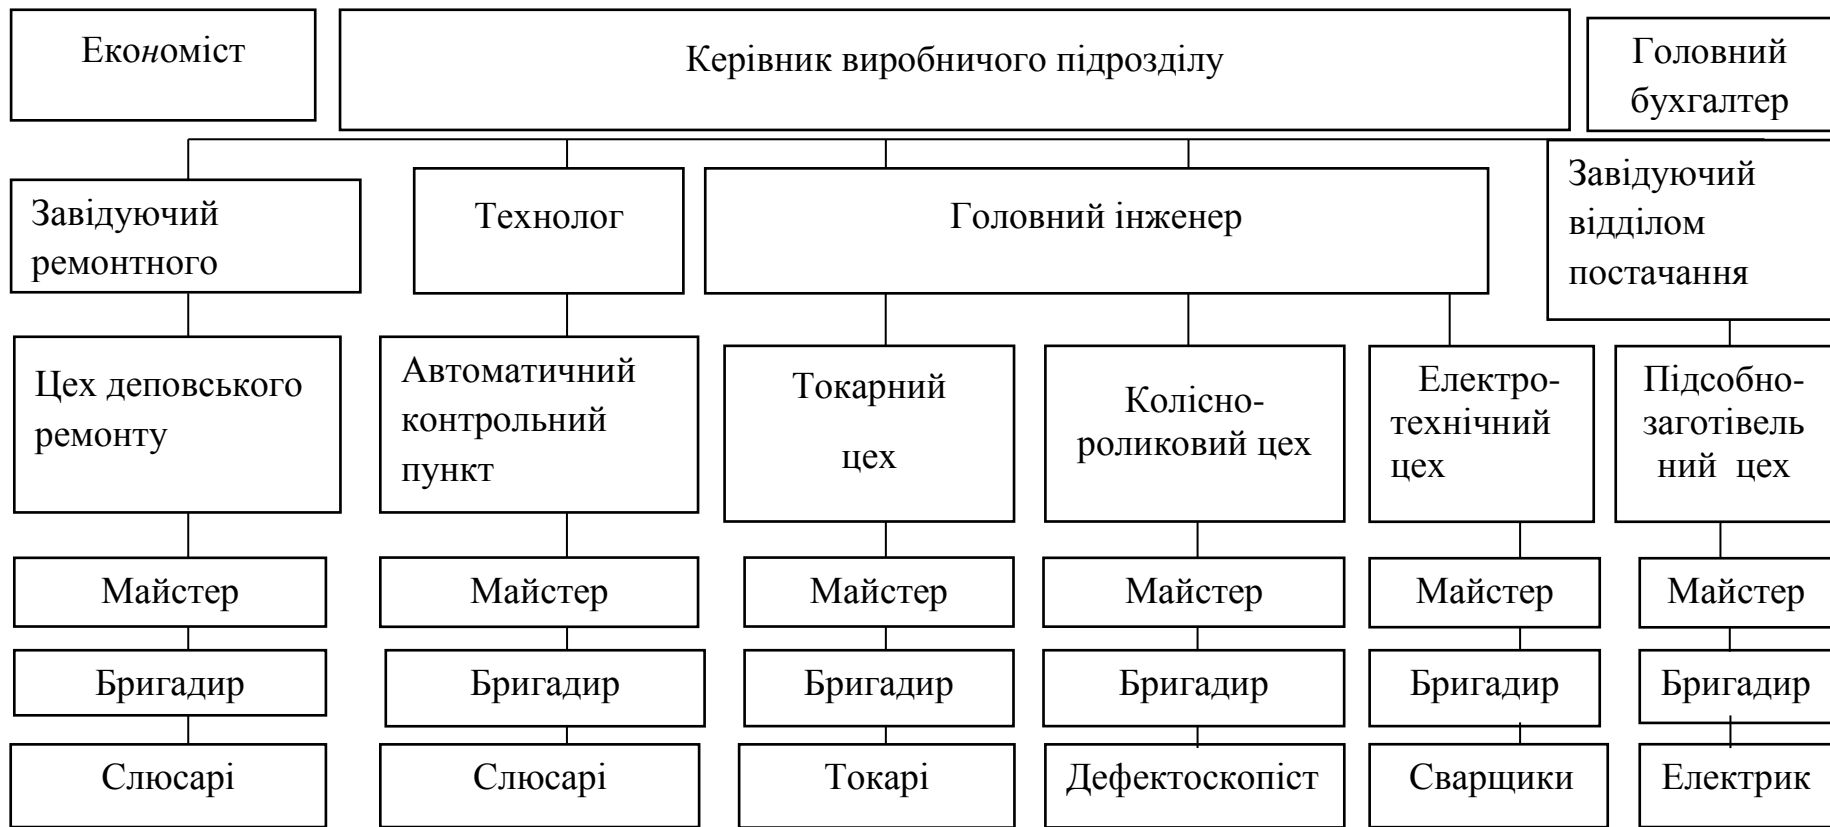 Економіст
Керівник виробничого підрозділу
Головний
бухгалтер
Завідуючий
ремонтного
Технолог
Головний інженер
Завідуючий
відділом
постачання
Цех деповського
ремонту
Автоматичний
контрольний
пункт
Токарний
цех
Колісно-
роликовий цех
Електро-
технічний
цех
Підсобно-
заготівель
ний цех
Майстер
Майстер
Майстер
Майстер
Майстер
Майстер
Бригадир
Бригадир
Бригадир
Бригадир
Бригадир
Бригадир
Слюсарі
Слюсарі
Токарі
Дефектоскопіст
Сварщики
Електрик